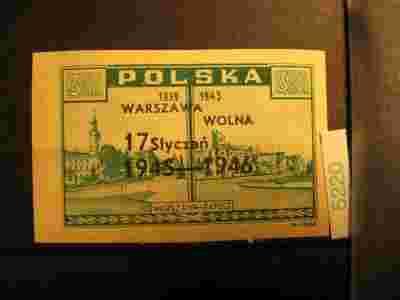 POLSKA
1939 1945
WARSZAWA
WOLNA
17 Styczeń
1945—1946
5220